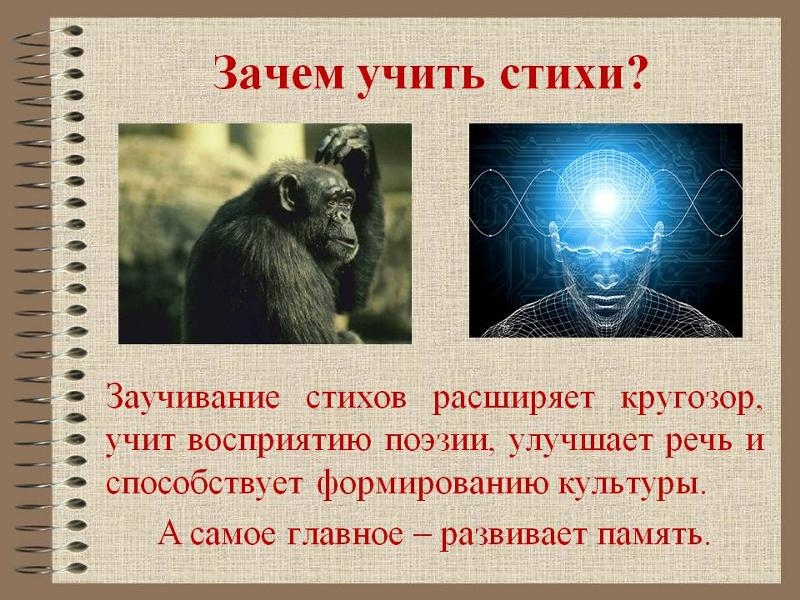 Зачем учить стихи?
Заучивание стихов расширяет кругозор,
учит восприятию поэзии, улучшает речь и
способствует формированию культуры.
А самое главное – развивает память.